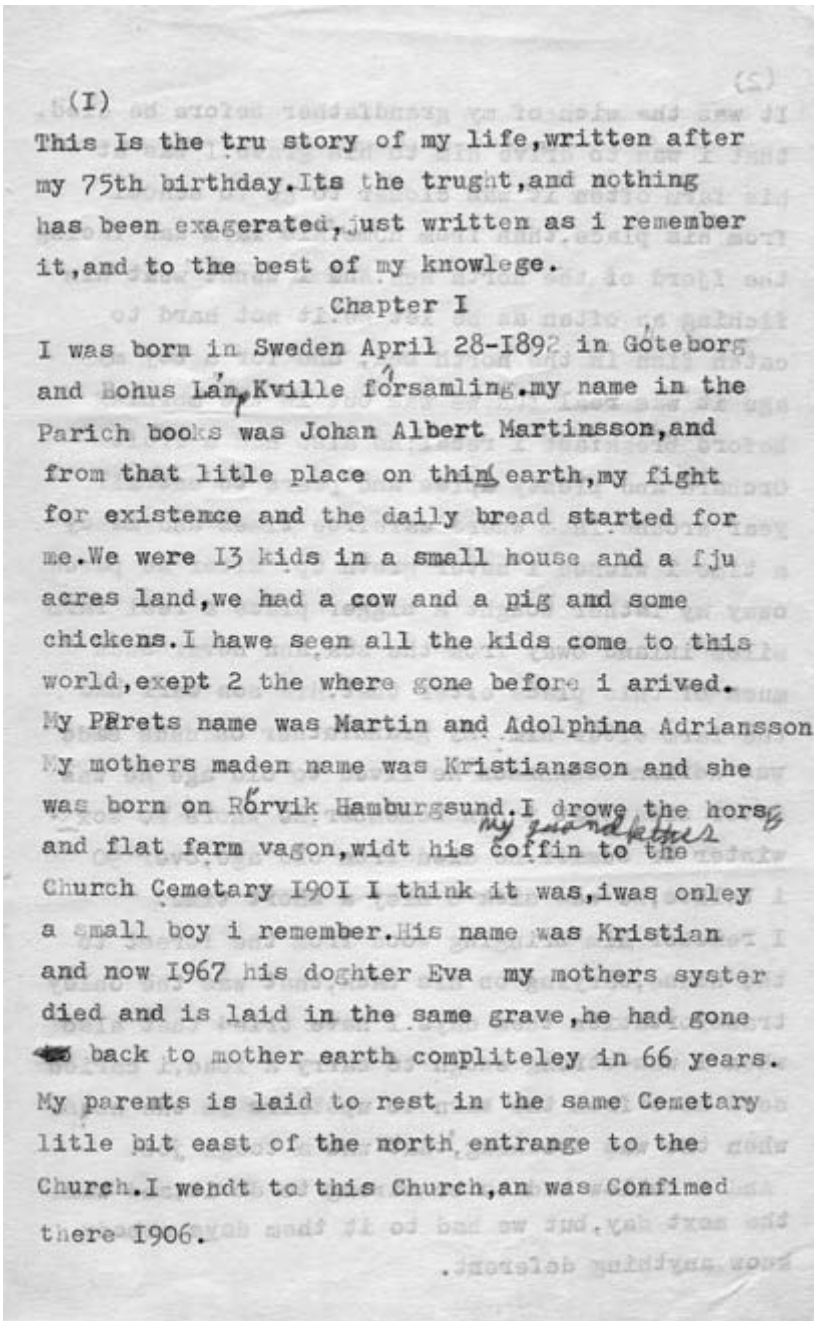 (I)
This Is the tru story of my life,written after
my 75th birthday.Its the trught,and nothing
has been exagerated,just written as i remember
it,and to the best of my knowlege.
Chapter I
I was born in Sweden April 28-I892 in Göteborg
and Bohus Län,Kville församling.my name in the
Parich books was Johan Albert Martinsson,and
from that litle place on this earth,my fight
for existence and the daily bread started for
me.We were I3 kids in a small house and a fju
acres land,we had a cow and a pig and some
chickens.I hawe seen all the kids come to this
world,exept 2 the where gone before i arived.
My Parets name was Martin and Adolphina Adriansson
My mothers maden name was Kristiansson and she
was born on Rörvik Hamburgsund.I drowe the horse
my grandfather
and flat farm vagon,widt his coffin to the
Church Cemetary I90I I think it was,iwas onley
a small boy i remember.His name was Kristian
and now I967 his doghter Eva my mothers syster
died and is laid in the same grave,he had gone
back to mother earth compliteley in 66 years.
My parents is laid to rest in the same Cemetary
litle bit east of the north entrange to the
Church.I wendt to this Church,an was Confimed
there I906.